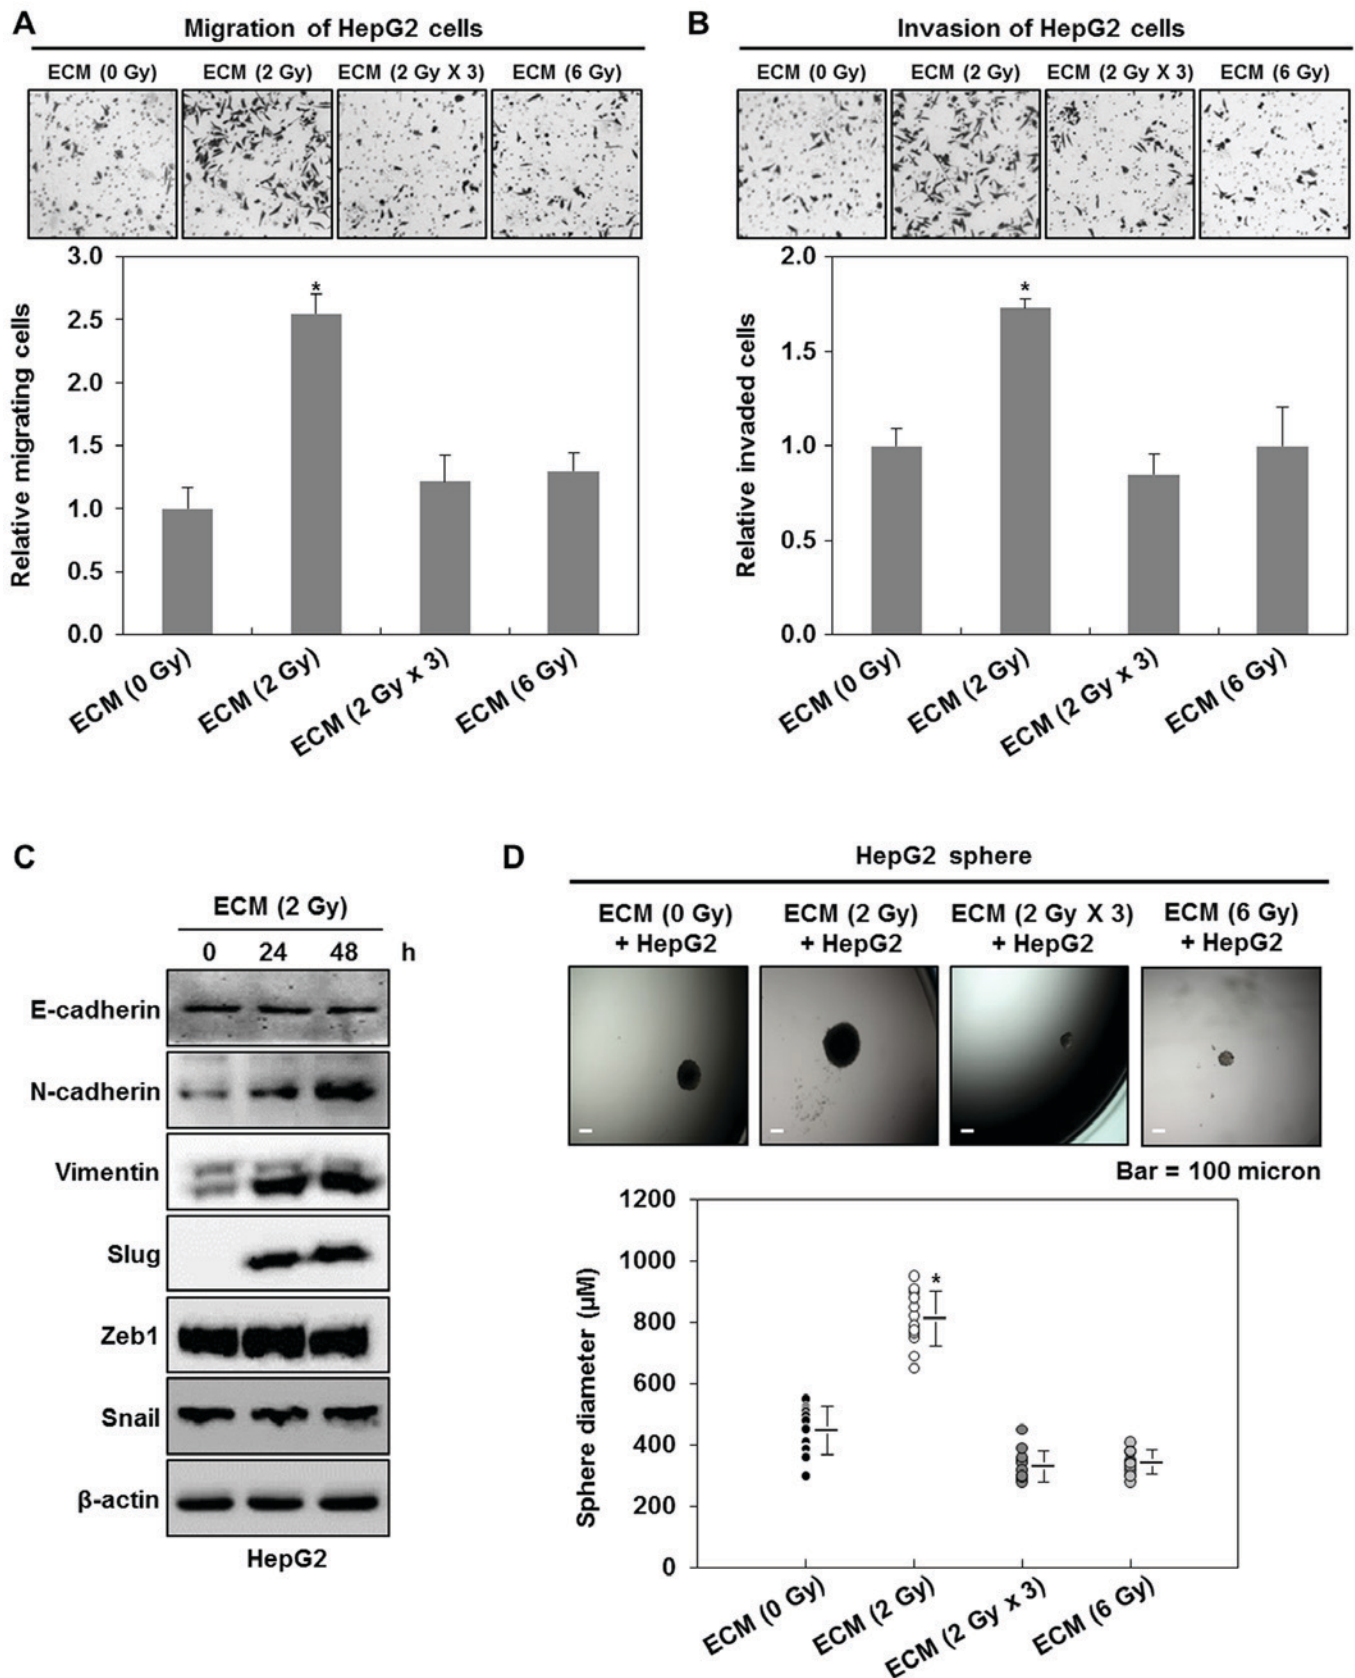 A
Migration of HepG2 cells
ECM (0 Gy) ECM (2 Gy) ECM (2 Gy X 3) ECM (6 Gy)
3.0
2.5
2.0
1.5
1.0
0.5
0.0
*
Relative migrating cells
ECM (0 Gy)
ECM (2 Gy)
ECM (2 Gy x 3)
ECM (6 Gy)
B
Invasion of HepG2 cells
ECM (0 Gy) ECM (2 Gy) ECM (2 Gy X 3) ECM (6 Gy)
2.0
1.5
1.0
0.5
0.0
*
Relative invaded cells
ECM (0 Gy)
ECM (2 Gy)
ECM (2 Gy x 3)
ECM (6 Gy)
C
ECM (2 Gy)
0 24 48 h
E-cadherin
N-cadherin
Vimentin
Slug
Zeb1
Snail
β-actin
HepG2
D
HepG2 sphere
ECM (0 Gy) ECM (2 Gy) ECM (2 Gy X 3) ECM (6 Gy)
+ HepG2 + HepG2 + HepG2 + HepG2
Bar = 100 micron
1200
1000
800
600
400
200
0
*
Sphere diameter (μM)
ECM (0 Gy)
ECM (2 Gy)
ECM (2 Gy x 3)
ECM (6 Gy)